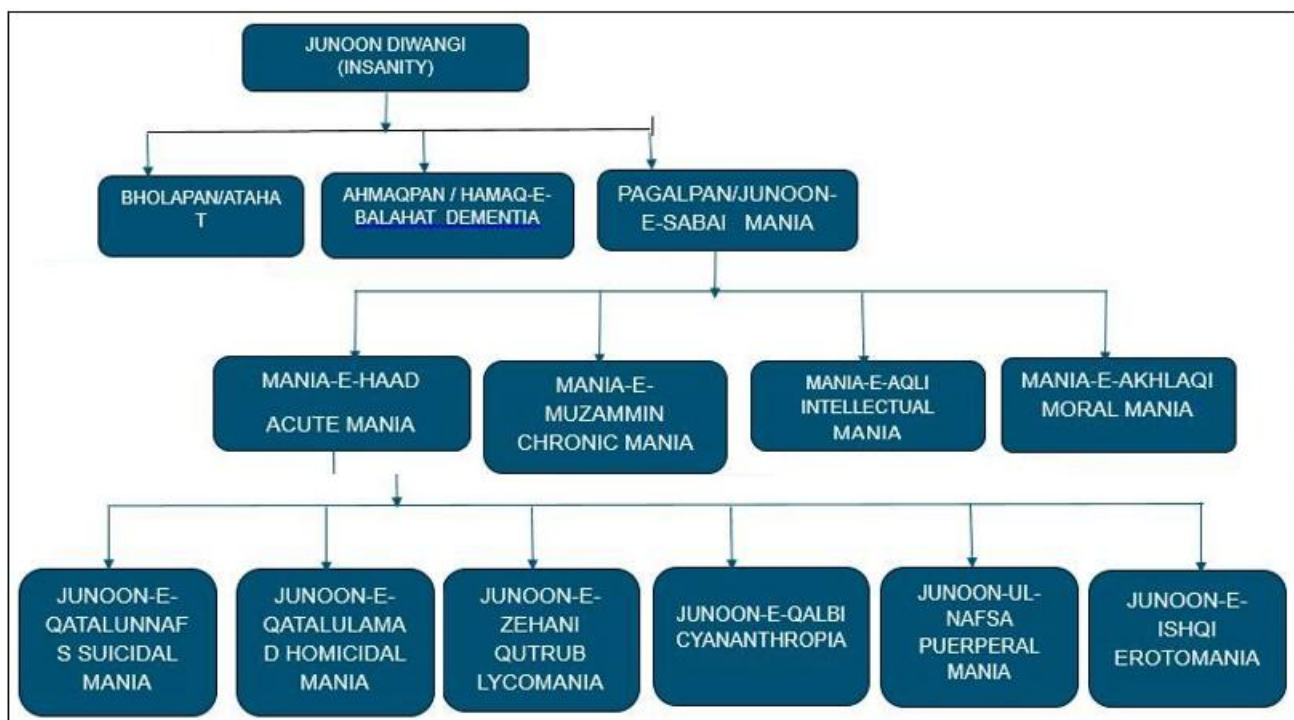 JUNOON DIWANGI
(INSANITY)
BHOLAPAN/ATAHA
T
AHMAQPAN / HAMAQ-E-
BALAHAT DEMENTIA
PAGALPAN/JUNOON-
E-SABAI MANIA
MANIA-E-HAAD
ACUTE MANIA
MANIA-E-
MUZAMMIN
CHRONIC MANIA
MANIA-E-AQLI
INTELLECTUAL
MANIA
MANIA-E-AKHLAQI
MORAL MANIA
JUNOON-E-
QATALUNNAF
S SUICIDAL
MANIA
JUNOON-E-
QATALULAMA
D HOMICIDAL
MANIA
JUNOON-E-
ZEHANI
QUTRUB
LYCOMANIA
JUNOON-E-QALBI
CYANANTHROPIA
JUNOON-UL-
NAFSA
PUERPERAL
MANIA
JUNOON-E-
ISHQI
EROTOMANIA